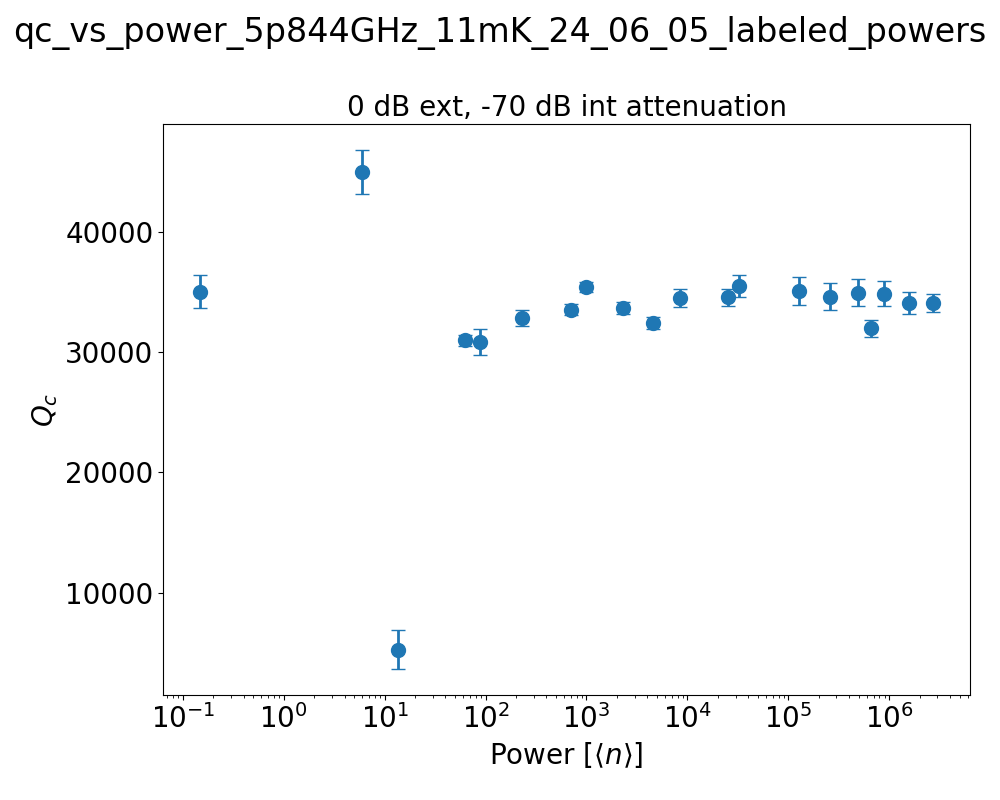 qc_vs_power_5p844GHz_11mK_24_06_05_labeled_powers
0 dB ext, -70 dB int attenuation
40000
30000
20000
10000
Q_c
10^{-1} 10^0 10^1 10^2 10^3 10^4 10^5 10^6
Power [⟨n⟩]